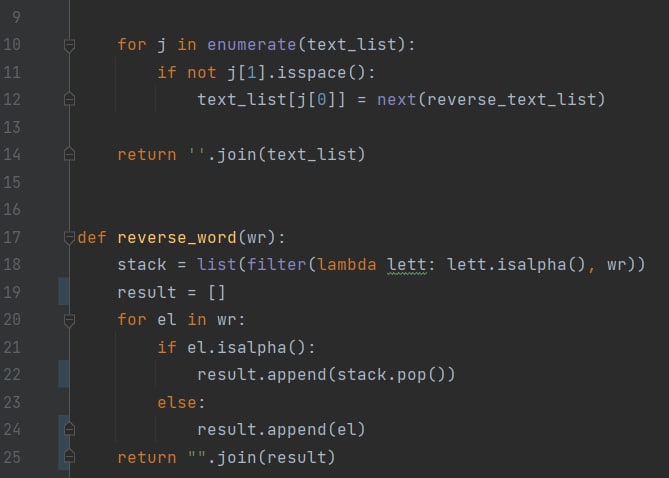 9
10 for j in enumerate(text_list):
11 if not j[1].isspace():
12 text_list[j[0]] = next(reverse_text_list)
13
14 return ''.join(text_list)
15
16
17 def reverse_word(wr):
18 stack = list(filter(lambda lett: lett.isalpha(), wr))
19 result = []
20 for el in wr:
21 if el.isalpha():
22 result.append(stack.pop())
23 else:
24 result.append(el)
25 return "".join(result)